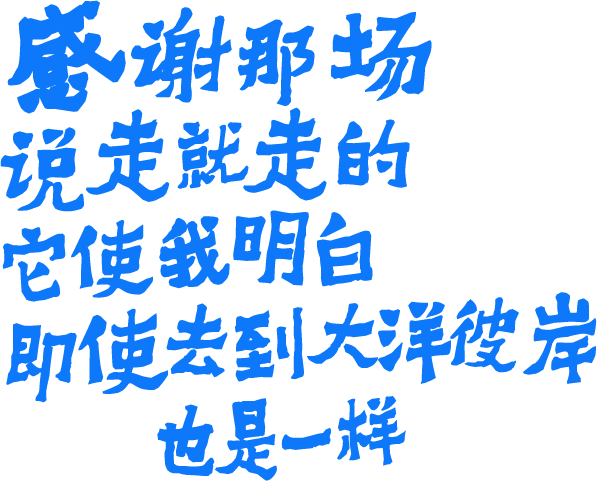 感谢那场
说走就走的
它使我明白
即使去到大洋彼岸
也是一样